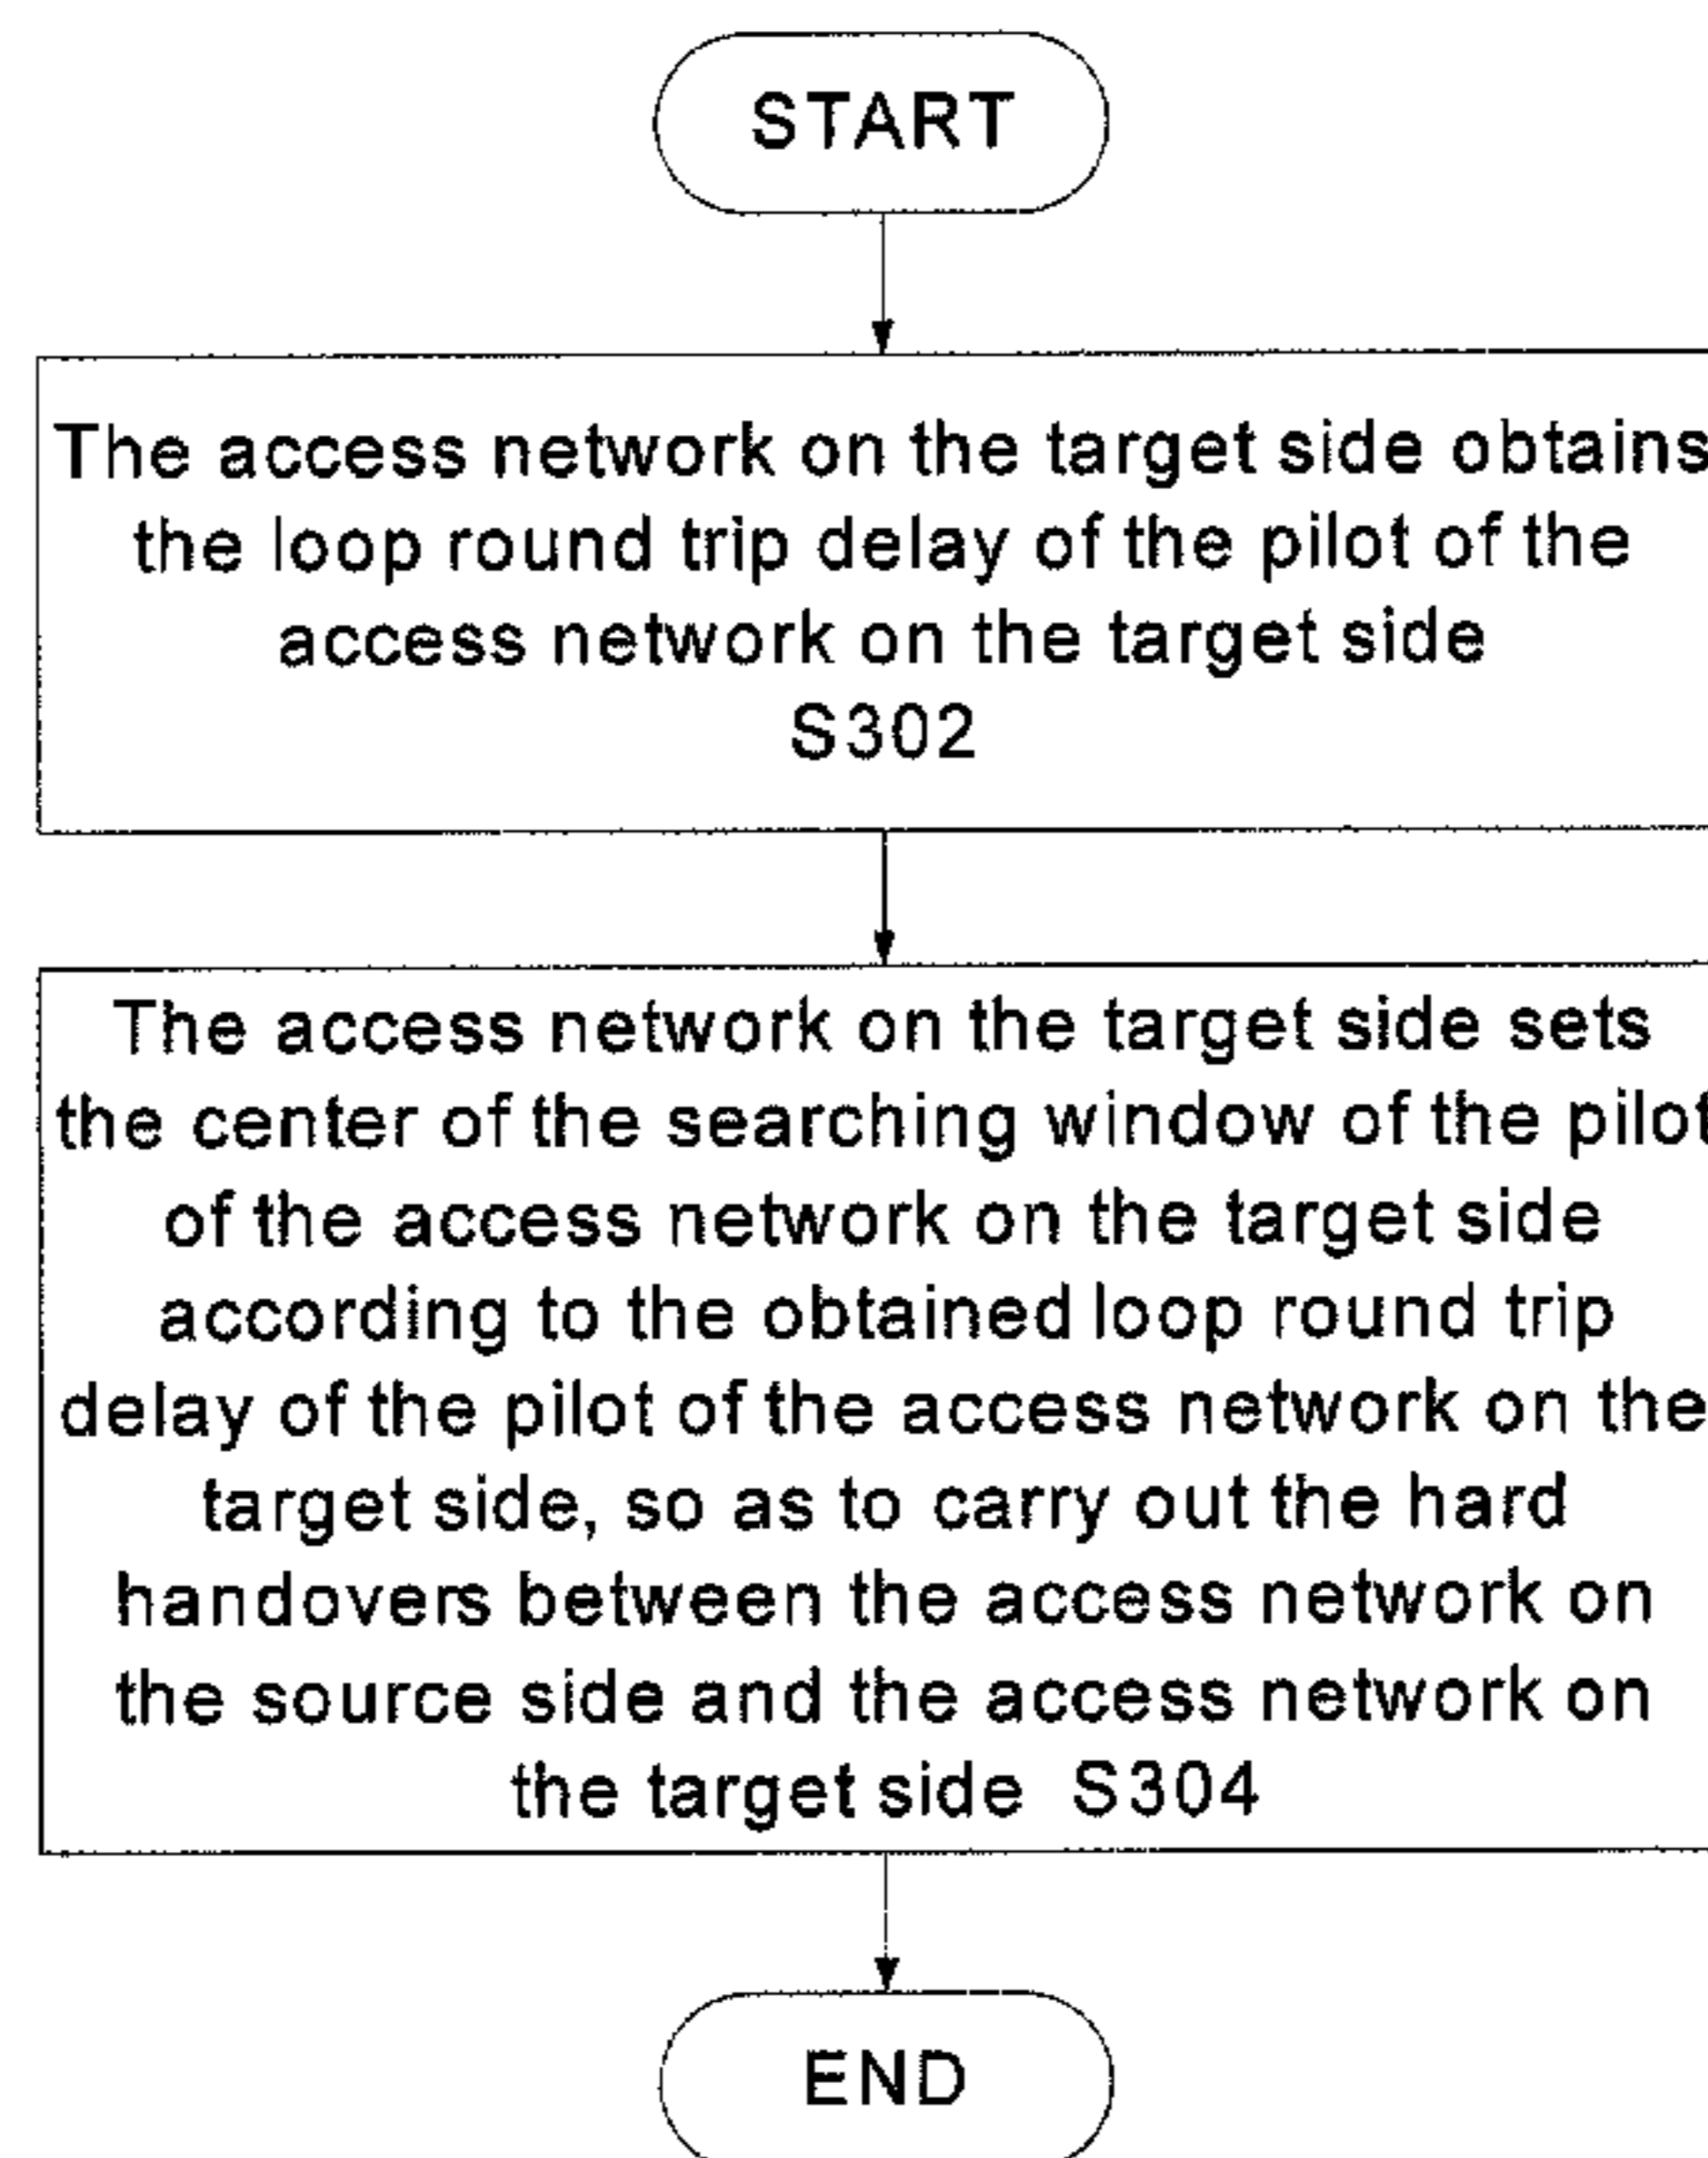 START
The access network on the target side obtains
the loop round trip delay of the pilot of the
access network on the target side
S302
The access network on the target side sets
the center of the searching window of the pilot
of the access network on the target side
according to the obtained loop round trip
delay of the pilot of the access network on the
target side, so as to carry out the hard
handovers between the access network on
the source side and the access network on
the target side S304
END